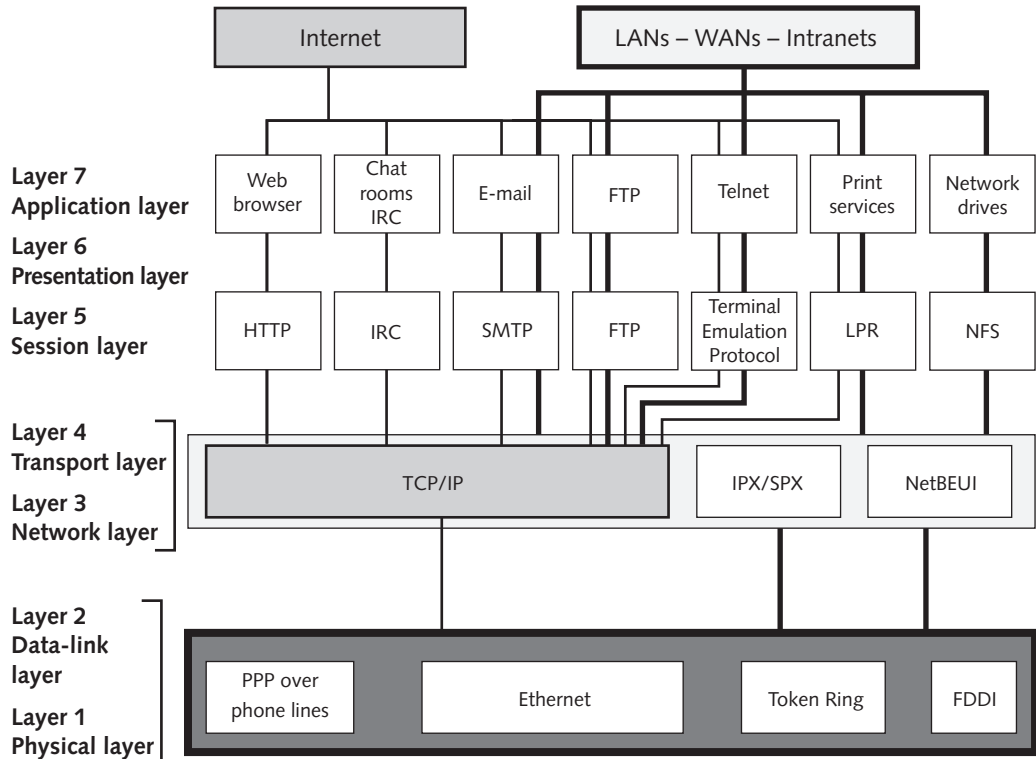 Internet
LANs – WANs – Intranets
Layer 7
Application layer
Web
browser
Chat
rooms
IRC
E-mail
FTP
Telnet
Print
services
Network
drives
Layer 6
Presentation layer
Layer 5
Session layer
HTTP
IRC
SMTP
FTP
Terminal
Emulation
Protocol
LPR
NFS
Layer 4
Transport layer
Layer 3
Network layer
TCP/IP
IPX/SPX
NetBEUI
Layer 2
Data-link
layer
Layer 1
Physical layer
PPP over
phone lines
Ethernet
Token Ring
FDDI